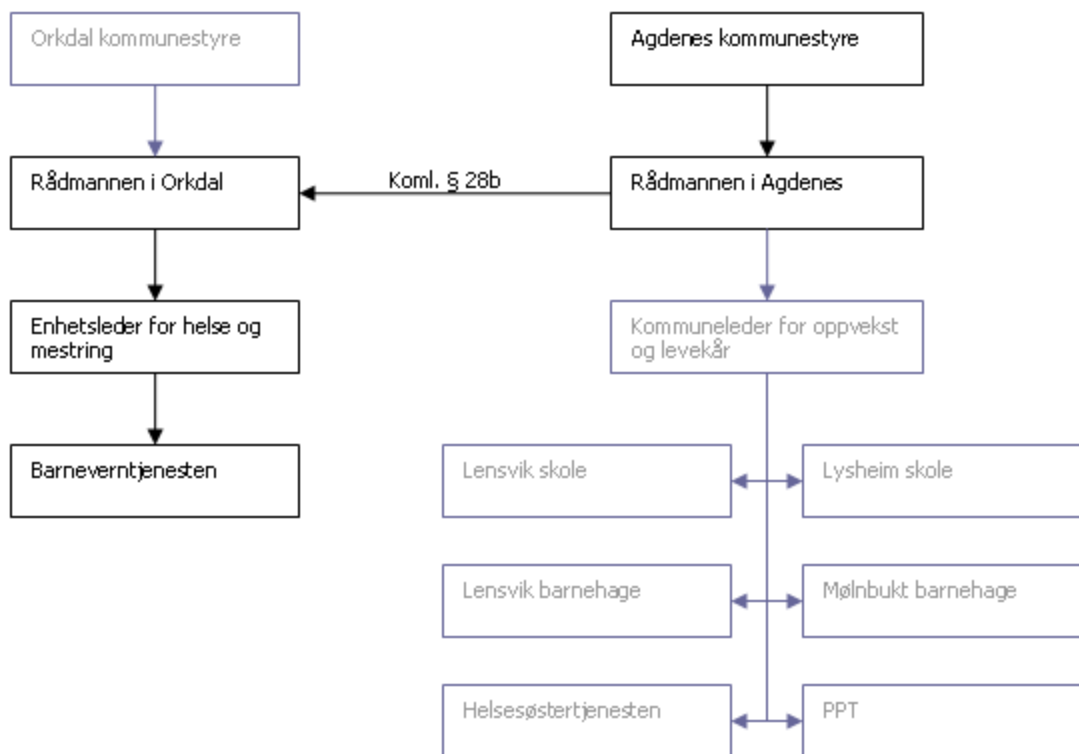 Orkdal kommunestyre
Agdenes kommunestyre
Rådmannen i Orkdal
Koml. § 28b
Rådmannen i Agdenes
Enhetsleder for helse og
mestring
Kommuneleder for oppvekst
og levekår
Barneverntjenesten
Lensvik skole
Lysheim skole
Lensvik barnehage
Mølnbukt barnehage
Helsesøstertjenesten
PPT